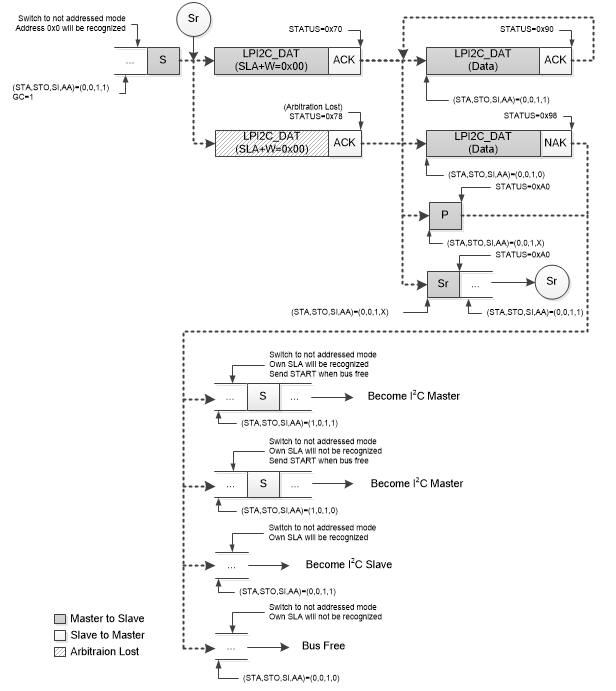 Switch to not addressed mode
Address 0x0 will be recognized
Sr
STATUS=0x70
STATUS=0x90
...
S
LPI2C_DAT
(SLA+W=0x00)
ACK
LPI2C_DAT
(Data)
ACK
(STA,STO,SI,AA)=(0,0,1,1)
GC=1
(STA,STO,SI,AA)=(0,0,1,1)
(Arbitration Lost)
STATUS=0x78
STATUS=0x98
LPI2C_DAT
(SLA+W=0x00)
ACK
LPI2C_DAT
(Data)
NAK
(STA,STO,SI,AA)=(0,0,1,0)
STATUS=0xA0
P
(STA,STO,SI,AA)=(0,0,1,X)
STATUS=0xA0
Sr
...
Sr
(STA,STO,SI,AA)=(0,0,1,X)
(STA,STO,SI,AA)=(0,0,1,1)
Switch to not addressed mode
Own SLA will be recognized
Send START when bus free
...
S
...
Become I²C Master
(STA,STO,SI,AA)=(1,0,1,1)
Switch to not addressed mode
Own SLA will not be recognized
Send START when bus free
...
S
...
Become I²C Master
(STA,STO,SI,AA)=(1,0,1,0)
Switch to not addressed mode
Own SLA will be recognized
...
Become I²C Slave
(STA,STO,SI,AA)=(0,0,1,1)
Switch to not addressed mode
Own SLA will not be recognized
...
Bus Free
(STA,STO,SI,AA)=(0,0,1,0)
Master to Slave
Slave to Master
Arbitraion Lost